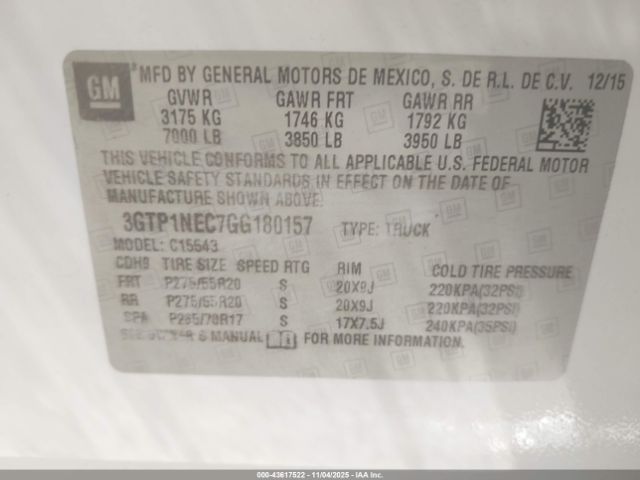 GM MFD BY GENERAL MOTORS DE MEXICO, S. DE R.L. DE C.V. 12/15
GVWR GAWR FRT GAWR RR
3175 KG 1746 KG 1792 KG
7000 LB 3850 LB 3950 LB
THIS VEHICLE CONFORMS TO ALL APPLICABLE U.S. FEDERAL MOTOR
VEHICLE SAFETY STANDARDS IN EFFECT ON THE DATE OF
MANUFACTURE SHOWN ABOVE.
3GTP1NEC7GG180157 TYPE: TRUCK
MODEL: C15543
CDH9 TIRE SIZE SPEED RTG RIM COLD TIRE PRESSURE
FRT P275/55R20 S 20X9J 220KPA(32PSI)
RR P275/55R20 S 20X9J 220KPA(32PSI)
SPA P265/70R17 S 17X7.5J 240KPA(35PSI)
SEE OWNER'S MANUAL FOR MORE INFORMATION.
000-43617522 - 11/04/2025 - IAA Inc.